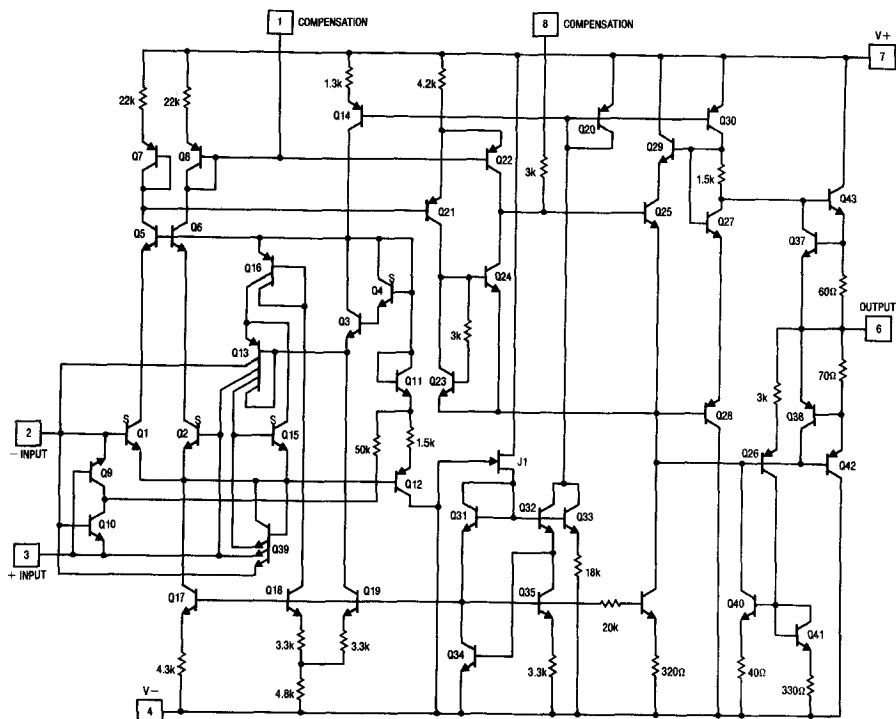 1 COMPENSATION
8 COMPENSATION
V+
7
1.3k
4.2k
22k
22k
Q14
Q20
Q30
Q7
Q8
Q22
Q29
3k
1.5k
Q21
Q25
Q27
Q43
Q5
Q6
Q37
Q16
S
Q4
Q24
60Ω
Q3
OUTPUT
6
Q13
3k
Q11
Q23
70Ω
3k
Q38
S
S
S
2
Q1
Q2
Q15
50k
1.5k
J1
Q28
Q26
Q42
− INPUT
Q9
Q12
Q10
Q31
Q32
Q33
3
Q39
+ INPUT
18k
Q17
Q18
Q19
Q35
Q40
20k
Q41
3.3k
3.3k
Q34
4.3k
3.3k
320Ω
40Ω
330Ω
4.8k
V−
4